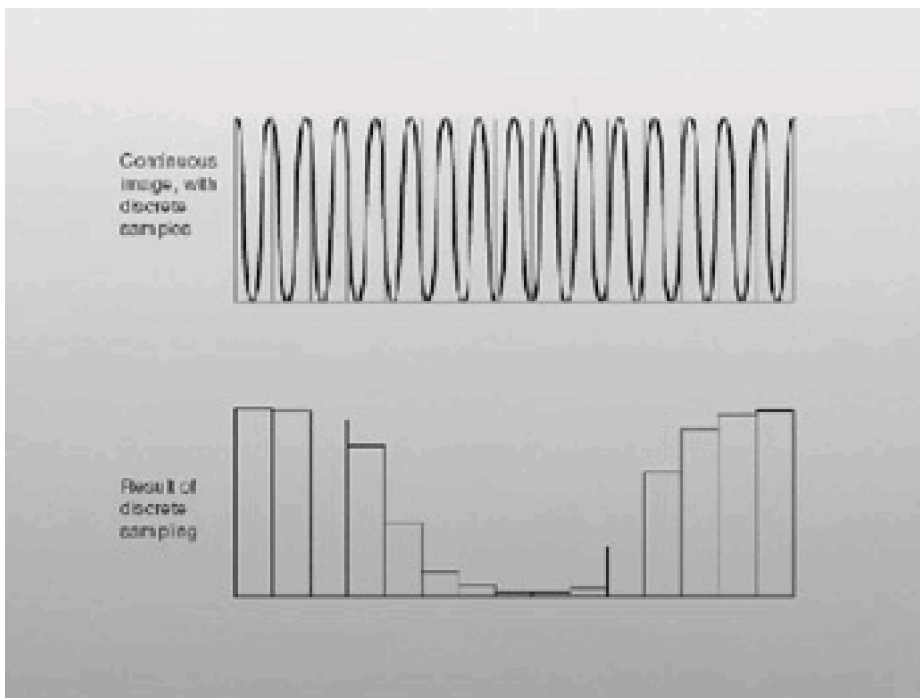 Continuous
image, with
discrete
samples
Result of
discrete
sampling